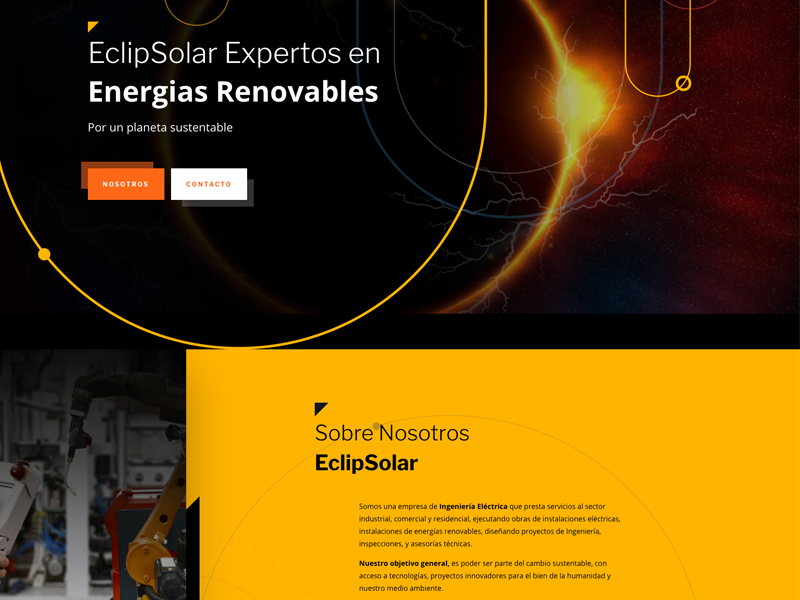 EclipSolar Expertos en
Energias Renovables
Por un planeta sustentable
NOSOTROS
CONTACTO
Sobre Nosotros
EclipSolar
Somos una empresa de Ingeniería Eléctrica que presta servicios al sector
industrial, comercial y residencial, ejecutando obras de instalaciones eléctricas,
instalaciones de energías renovables, diseñando proyectos de Ingeniería,
inspecciones, y asesorías técnicas.
Nuestro objetivo general, es poder ser parte del cambio sustentable, con
acceso a tecnologías, proyectos innovadores para el bien de la humanidad y
nuestro medio ambiente.